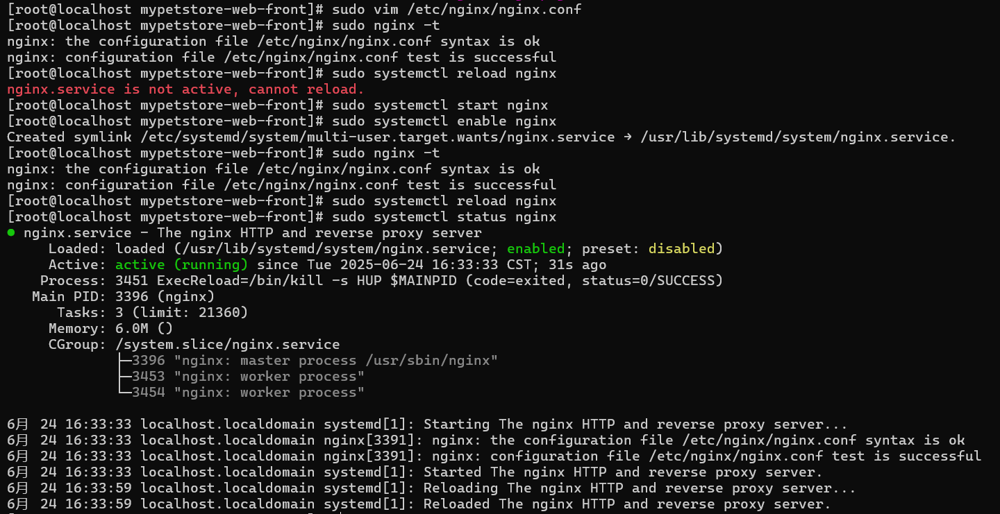 [root@localhost mypetstore-web-front]# sudo vim /etc/nginx/nginx.conf
[root@localhost mypetstore-web-front]# sudo nginx -t
nginx: the configuration file /etc/nginx/nginx.conf syntax is ok
nginx: configuration file /etc/nginx/nginx.conf test is successful
[root@localhost mypetstore-web-front]# sudo systemctl reload nginx
nginx.service is not active, cannot reload.
[root@localhost mypetstore-web-front]# sudo systemctl start nginx
[root@localhost mypetstore-web-front]# sudo systemctl enable nginx
Created symlink /etc/systemd/system/multi-user.target.wants/nginx.service → /usr/lib/systemd/system/nginx.service.
[root@localhost mypetstore-web-front]# sudo nginx -t
nginx: the configuration file /etc/nginx/nginx.conf syntax is ok
nginx: configuration file /etc/nginx/nginx.conf test is successful
[root@localhost mypetstore-web-front]# sudo systemctl reload nginx
[root@localhost mypetstore-web-front]# sudo systemctl status nginx
● nginx.service - The nginx HTTP and reverse proxy server
     Loaded: loaded (/usr/lib/systemd/system/nginx.service; enabled; preset: disabled)
     Active: active (running) since Tue 2025-06-24 16:33:33 CST; 31s ago
    Process: 3451 ExecReload=/bin/kill -s HUP $MAINPID (code=exited, status=0/SUCCESS)
   Main PID: 3396 (nginx)
      Tasks: 3 (limit: 21360)
     Memory: 6.0M ()
     CGroup: /system.slice/nginx.service
             ├─3396 "nginx: master process /usr/sbin/nginx"
             ├─3453 "nginx: worker process"
             └─3454 "nginx: worker process"
6月 24 16:33:33 localhost.localdomain systemd[1]: Starting The nginx HTTP and reverse proxy server...
6月 24 16:33:33 localhost.localdomain nginx[3391]: nginx: the configuration file /etc/nginx/nginx.conf syntax is ok
6月 24 16:33:33 localhost.localdomain nginx[3391]: nginx: configuration file /etc/nginx/nginx.conf test is successful
6月 24 16:33:33 localhost.localdomain systemd[1]: Started The nginx HTTP and reverse proxy server.
6月 24 16:33:59 localhost.localdomain systemd[1]: Reloading The nginx HTTP and reverse proxy server...
6月 24 16:33:59 localhost.localdomain systemd[1]: Reloaded The nginx HTTP and reverse proxy server.